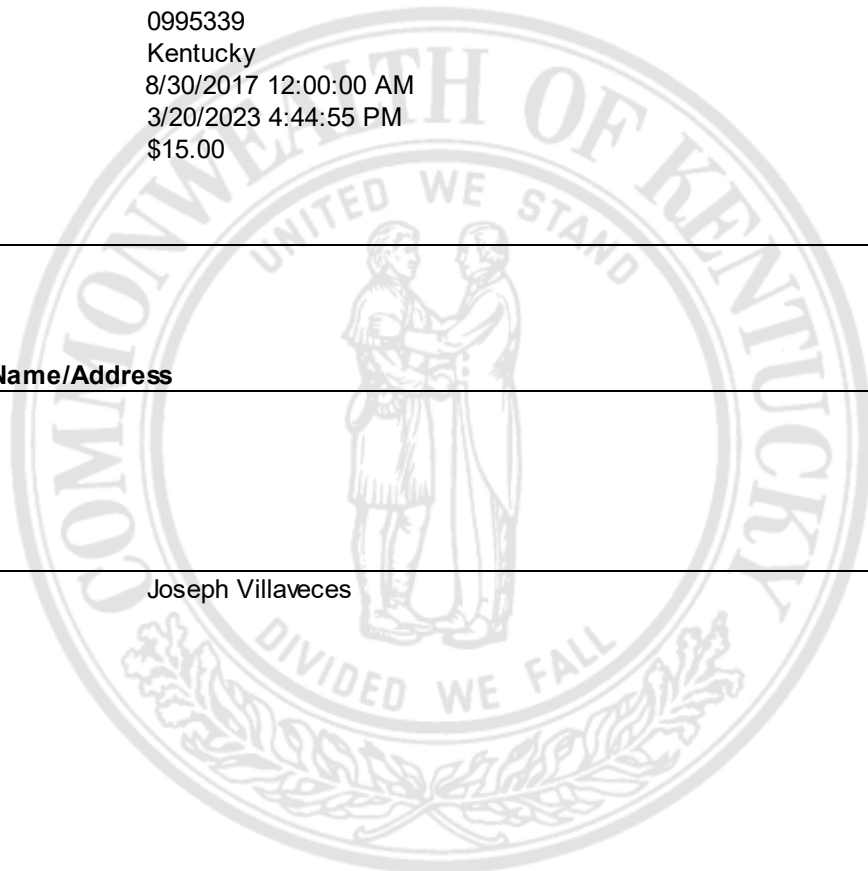 0995339
Kentucky
8/30/2017 12:00:00 AM
3/20/2023 4:44:55 PM
$15.00
COMMONWEALTH OF KENTUCKY
UNITED WE STAND
Name/Address
Joseph Villaveces
DIVIDED WE FALL